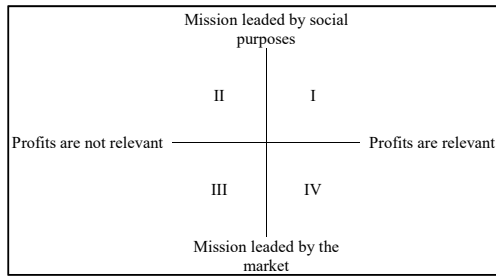 Mission leaded by social
purposes
II
I
Profits are not relevant
Profits are relevant
III
IV
Mission leaded by the
market